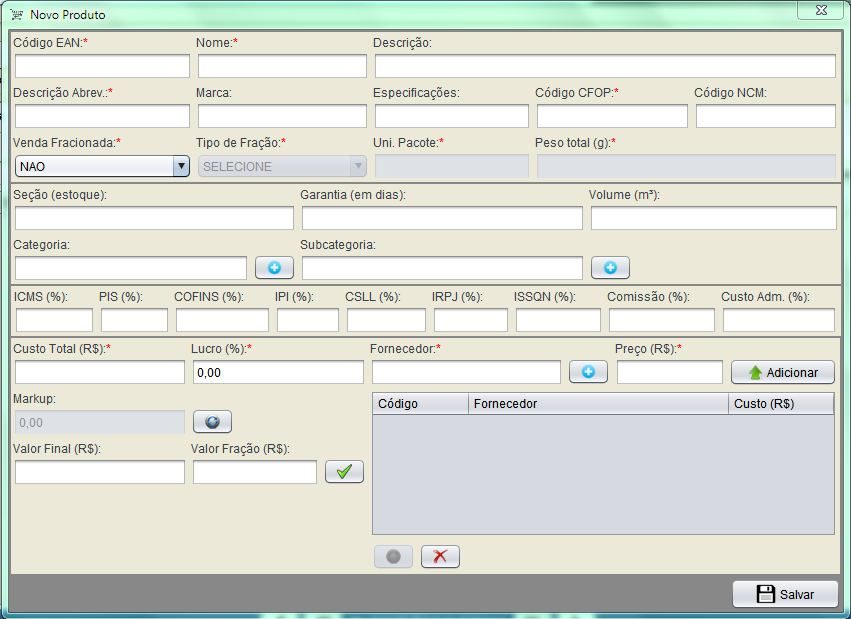 Novo Produto
Código EAN:* Nome:* Descrição:
Descrição Abrev.:* Marca: Especificações: Código CFOP:* Código NCM:
Venda Fracionada:* Tipo de Fração:* Uni. Pacote:* Peso total (g):*
NAO SELECIONE
Seção (estoque): Garantia (em dias): Volume (m³):
Categoria: Subcategoria:
ICMS (%): PIS (%): COFINS (%): IPI (%): CSLL (%): IRPJ (%): ISSQN (%): Comissão (%): Custo Adm. (%):
Custo Total (R$):* Lucro (%):* Fornecedor:* Preço (R$):*
0,00 Adicionar
Markup:
Código Fornecedor Custo (R$)
0,00
Valor Final (R$): Valor Fração (R$):
Salvar